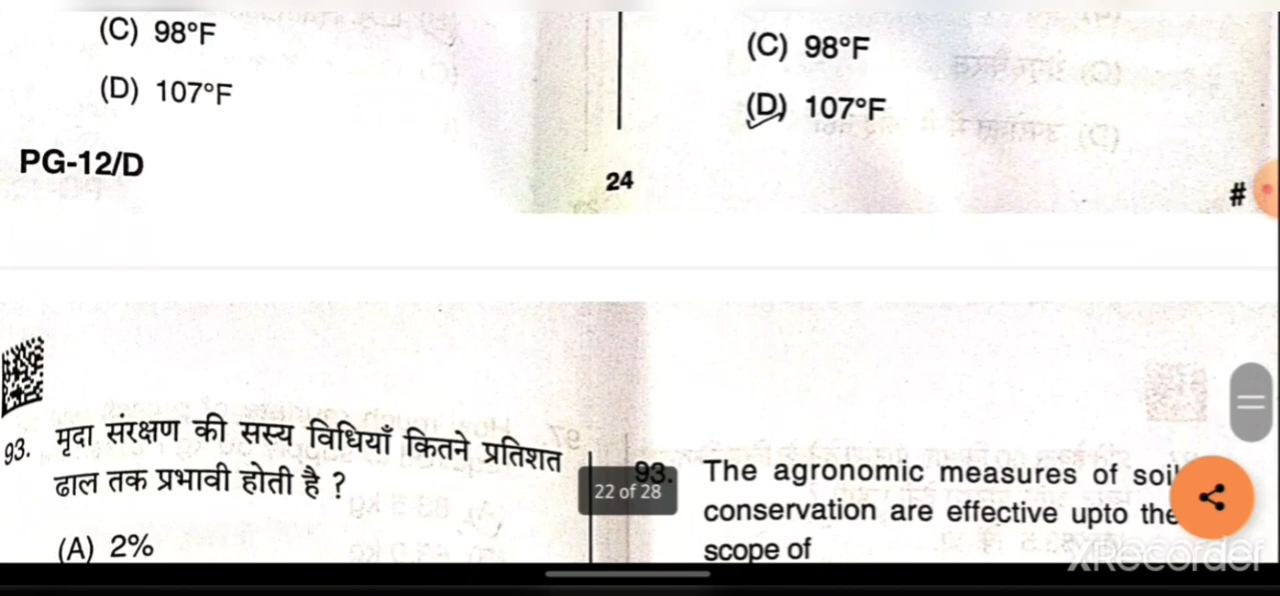 (C) 98°F
(D) 107°F
(C) 98°F
(D) 107°F
PG-12/D
24
#
93. मृदा संरक्षण की सस्य विधियाँ कितने प्रतिशत
ढाल तक प्रभावी होती है ?
(A) 2%
93. The agronomic measures of soil
conservation are effective upto the
scope of
22 of 28
XRecorder